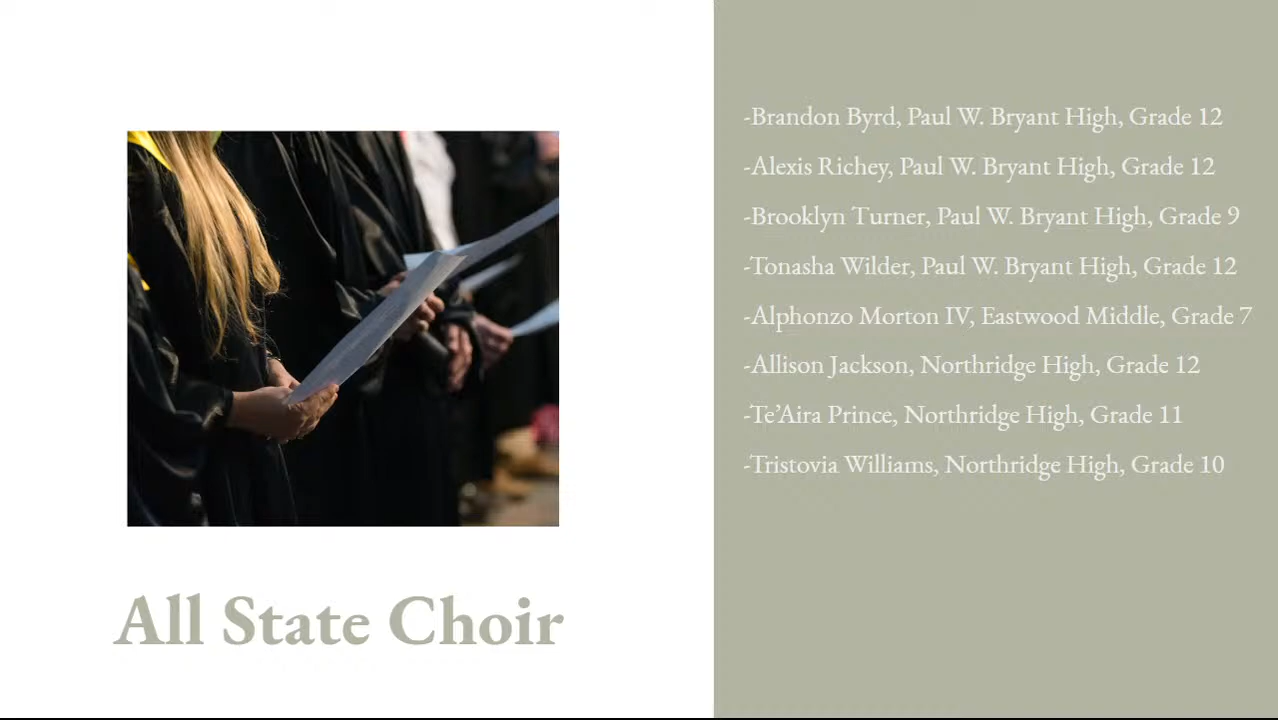 -Brandon Byrd, Paul W. Bryant High, Grade 12
-Alexis Richey, Paul W. Bryant High, Grade 12
-Brooklyn Turner, Paul W. Bryant High, Grade 9
-Tonasha Wilder, Paul W. Bryant High, Grade 12
-Alphonzo Morton IV, Eastwood Middle, Grade 7
-Allison Jackson, Northridge High, Grade 12
-Te’Aira Prince, Northridge High, Grade 11
-Tristovia Williams, Northridge High, Grade 10
All State Choir